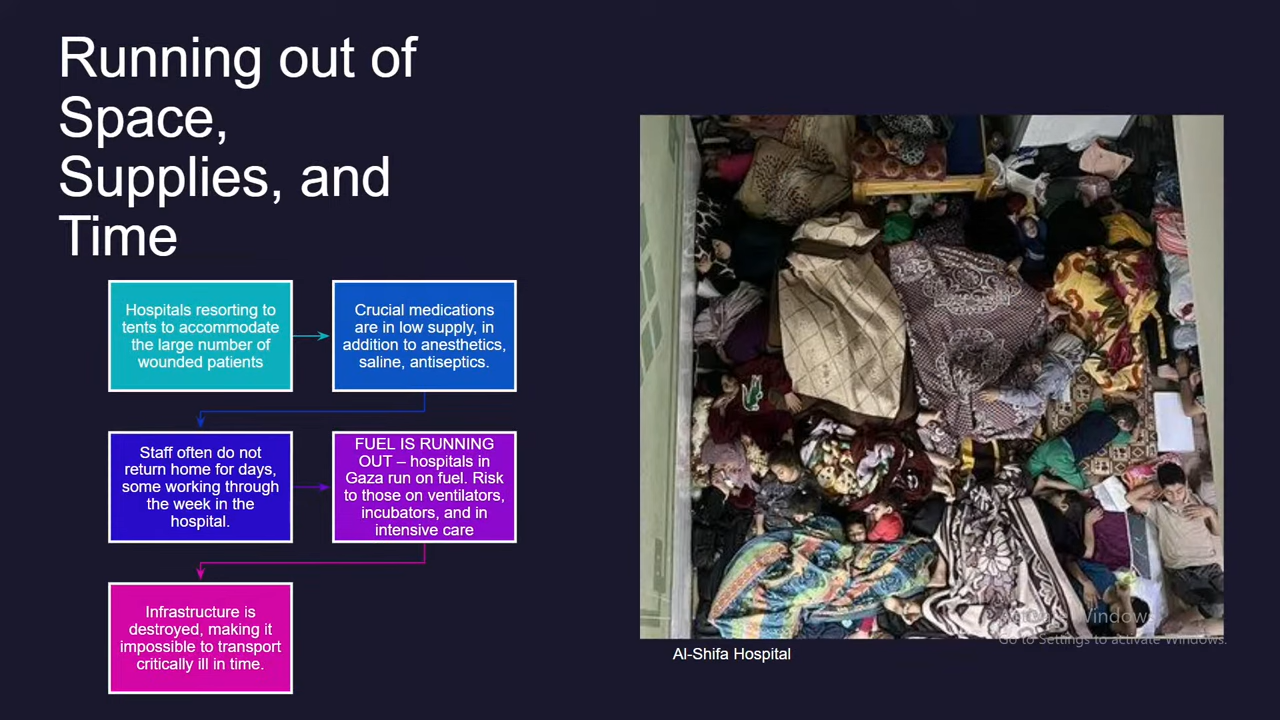 Running out of
Space,
Supplies, and
Time
Hospitals resorting to
tents to accommodate
the large number of
wounded patients
Crucial medications
are in low supply, in
addition to anesthetics,
saline, antiseptics.
Staff often do not
return home for days,
some working through
the week in the
hospital.
FUEL IS RUNNING
OUT – hospitals in
Gaza run on fuel. Risk
to those on ventilators,
incubators, and in
intensive care
Infrastructure is
destroyed, making it
impossible to transport
critically ill in time.
Activate Windows
Go to Settings to activate Windows.
Al-Shifa Hospital